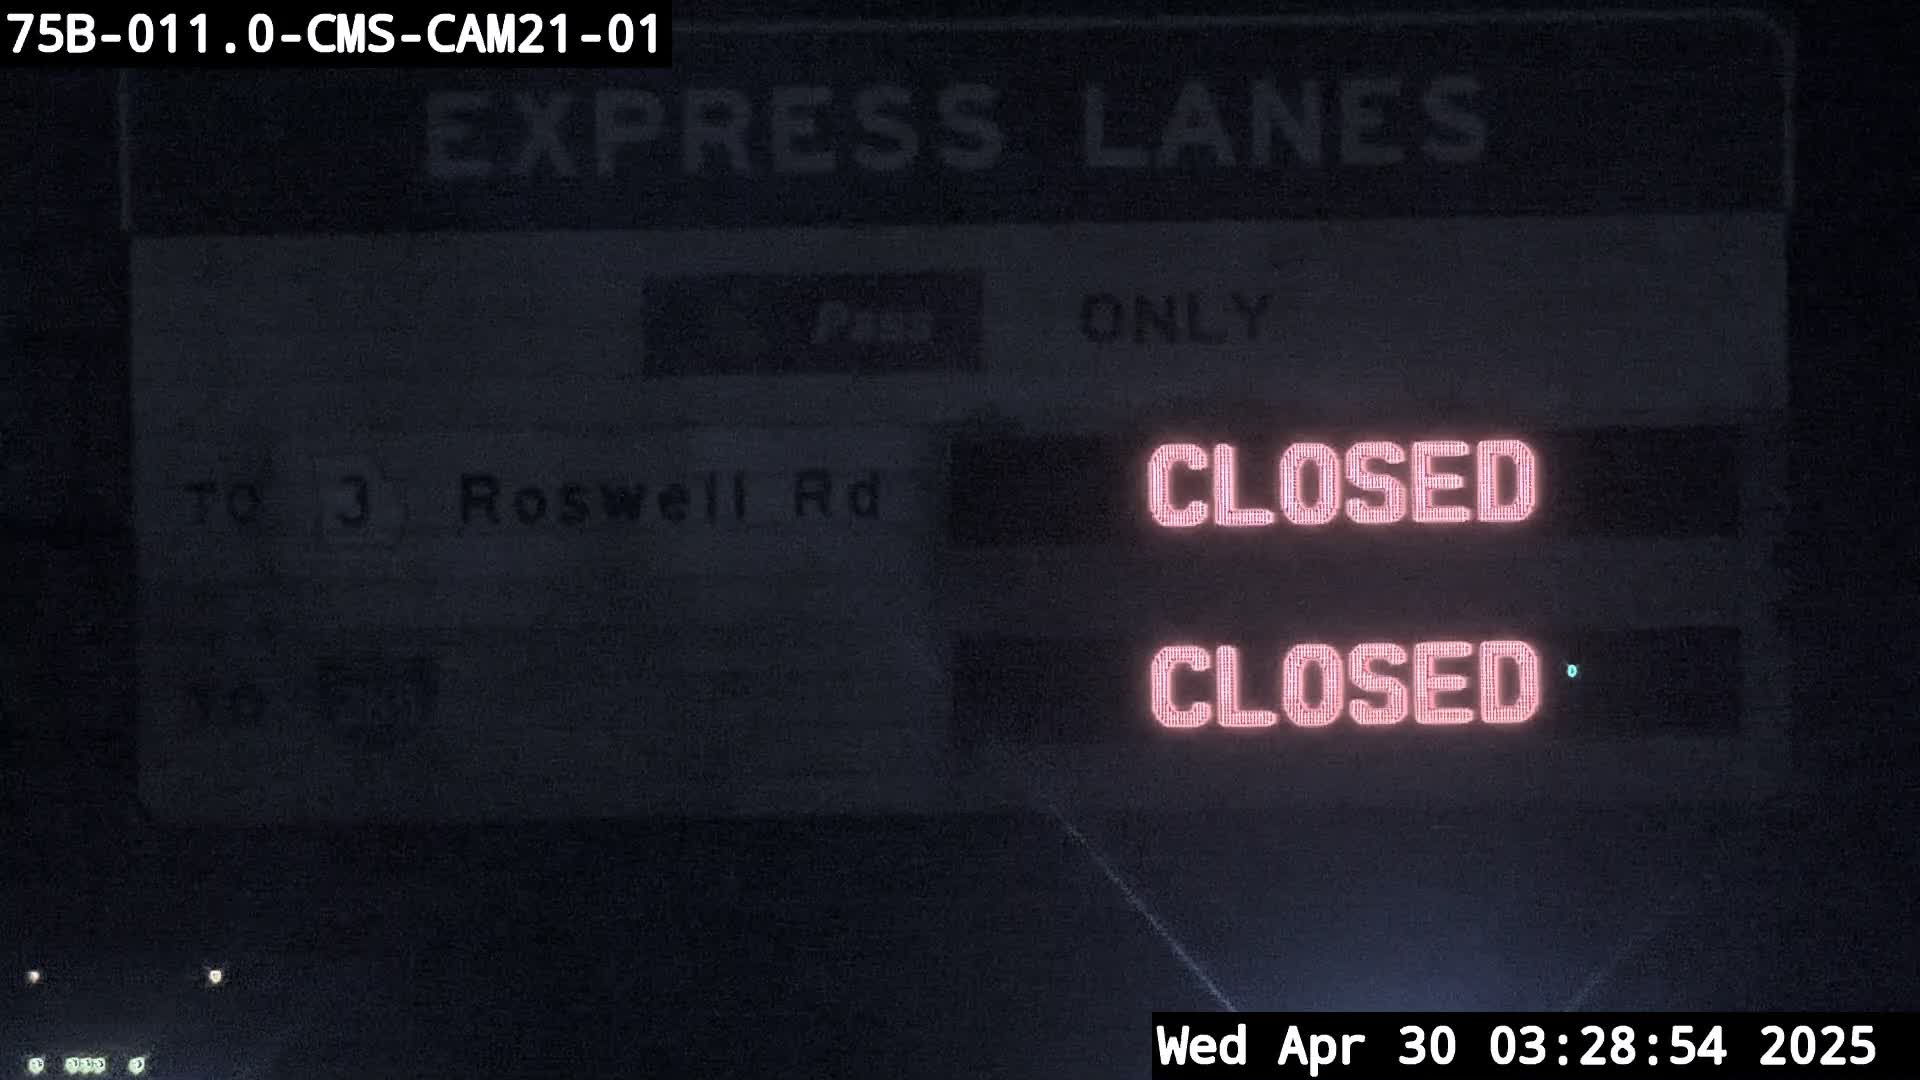 75B-011.0-CMS-CAM21-01
EXPRESS LANES
Pass ONLY
TO 3 Roswell Rd CLOSED
TO CLOSED
Wed Apr 30 03:28:54 2025